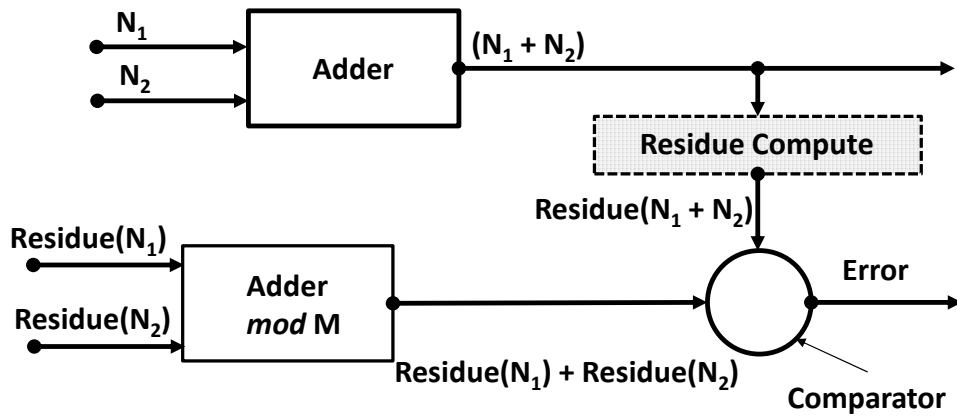 N₁
N₂
Adder
(N₁ + N₂)
Residue Compute
Residue(N₁ + N₂)
Residue(N₁)
Residue(N₂)
Adder
mod M
Residue(N₁) + Residue(N₂)
Error
Comparator